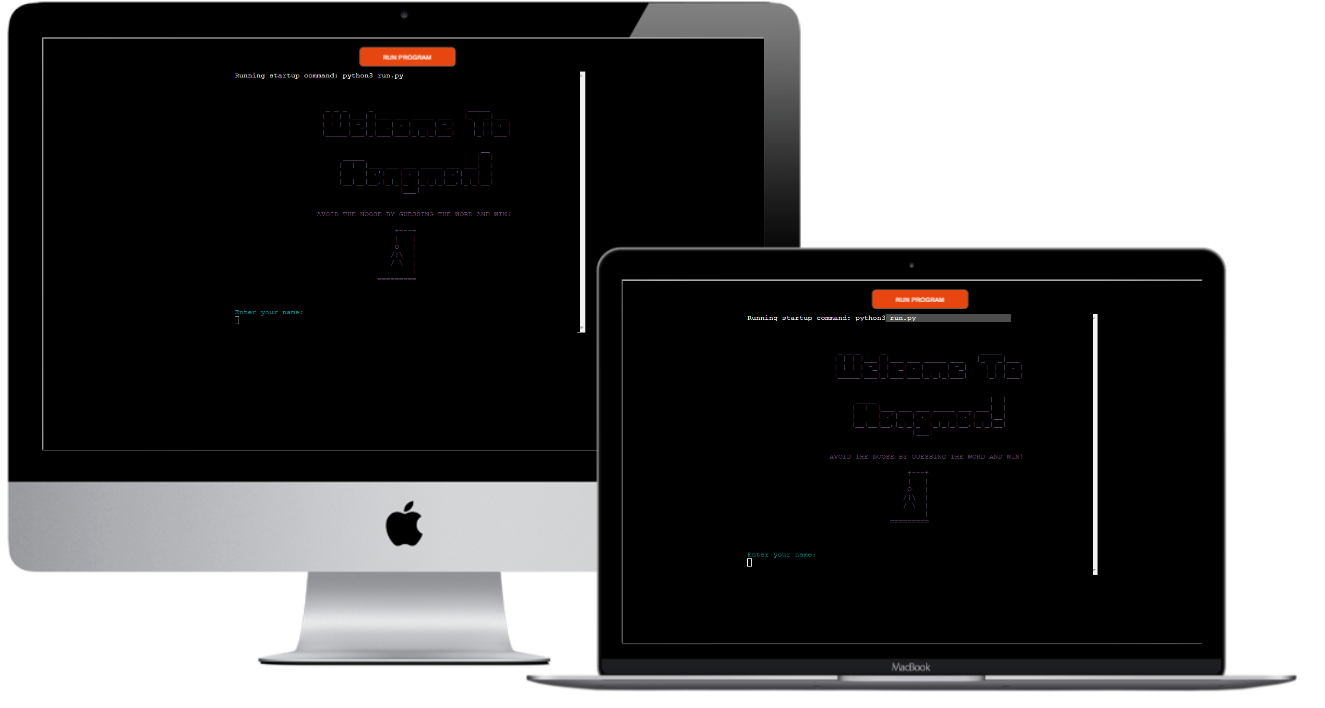 RUN PROGRAM
Running startup command: python3 run.py
Welcome To
Hangman!
AVOID THE NOOSE BY GUESSING THE WORD AND WIN!
Enter your name:
RUN PROGRAM
Running startup command: python3 run.py
Welcome To
Hangman!
AVOID THE NOOSE BY GUESSING THE WORD AND WIN!
Enter your name:
MacBook